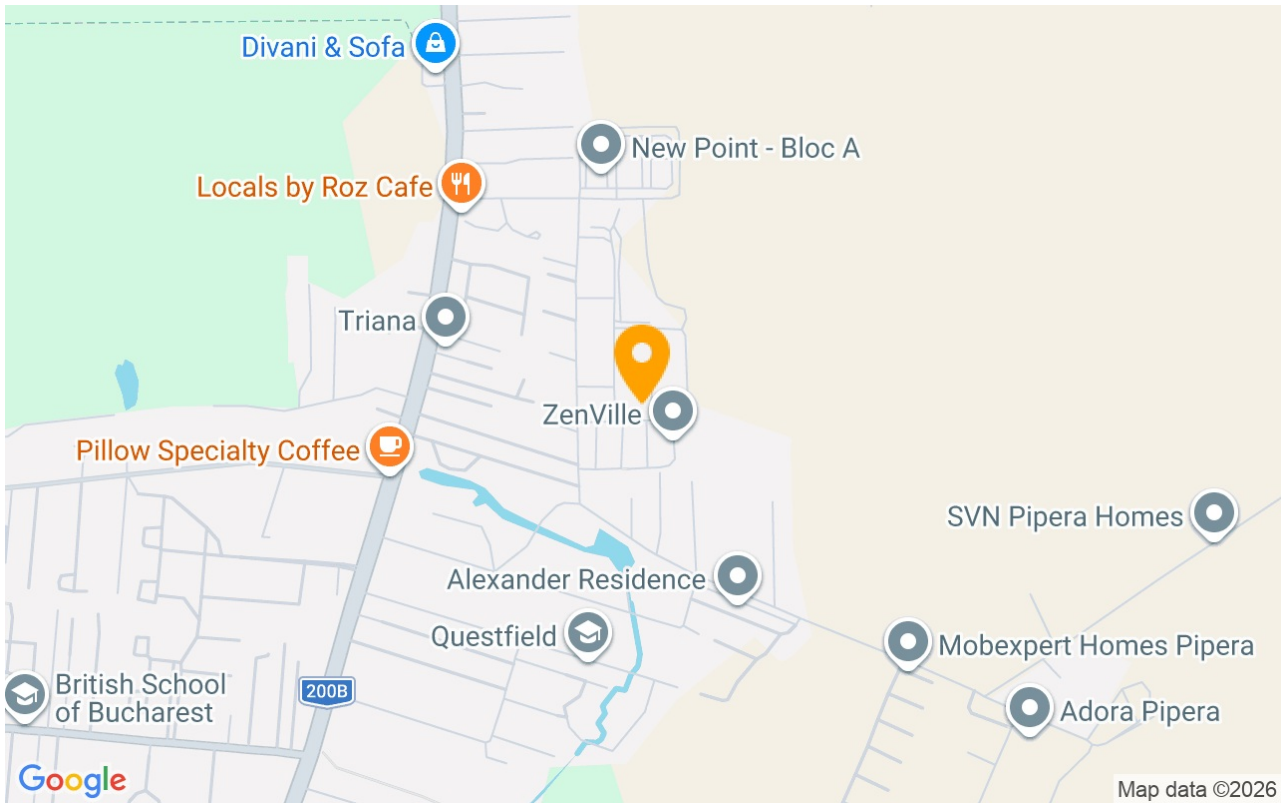 Divani & Sofa
New Point - Bloc A
Locals by Roz Cafe
Triana
ZenVille
Pillow Specialty Coffee
SVN Pipera Homes
Alexander Residence
Questfield
Mobexpert Homes Pipera
British School
of Bucharest
200B
Adora Pipera
Google
Map data ©2026